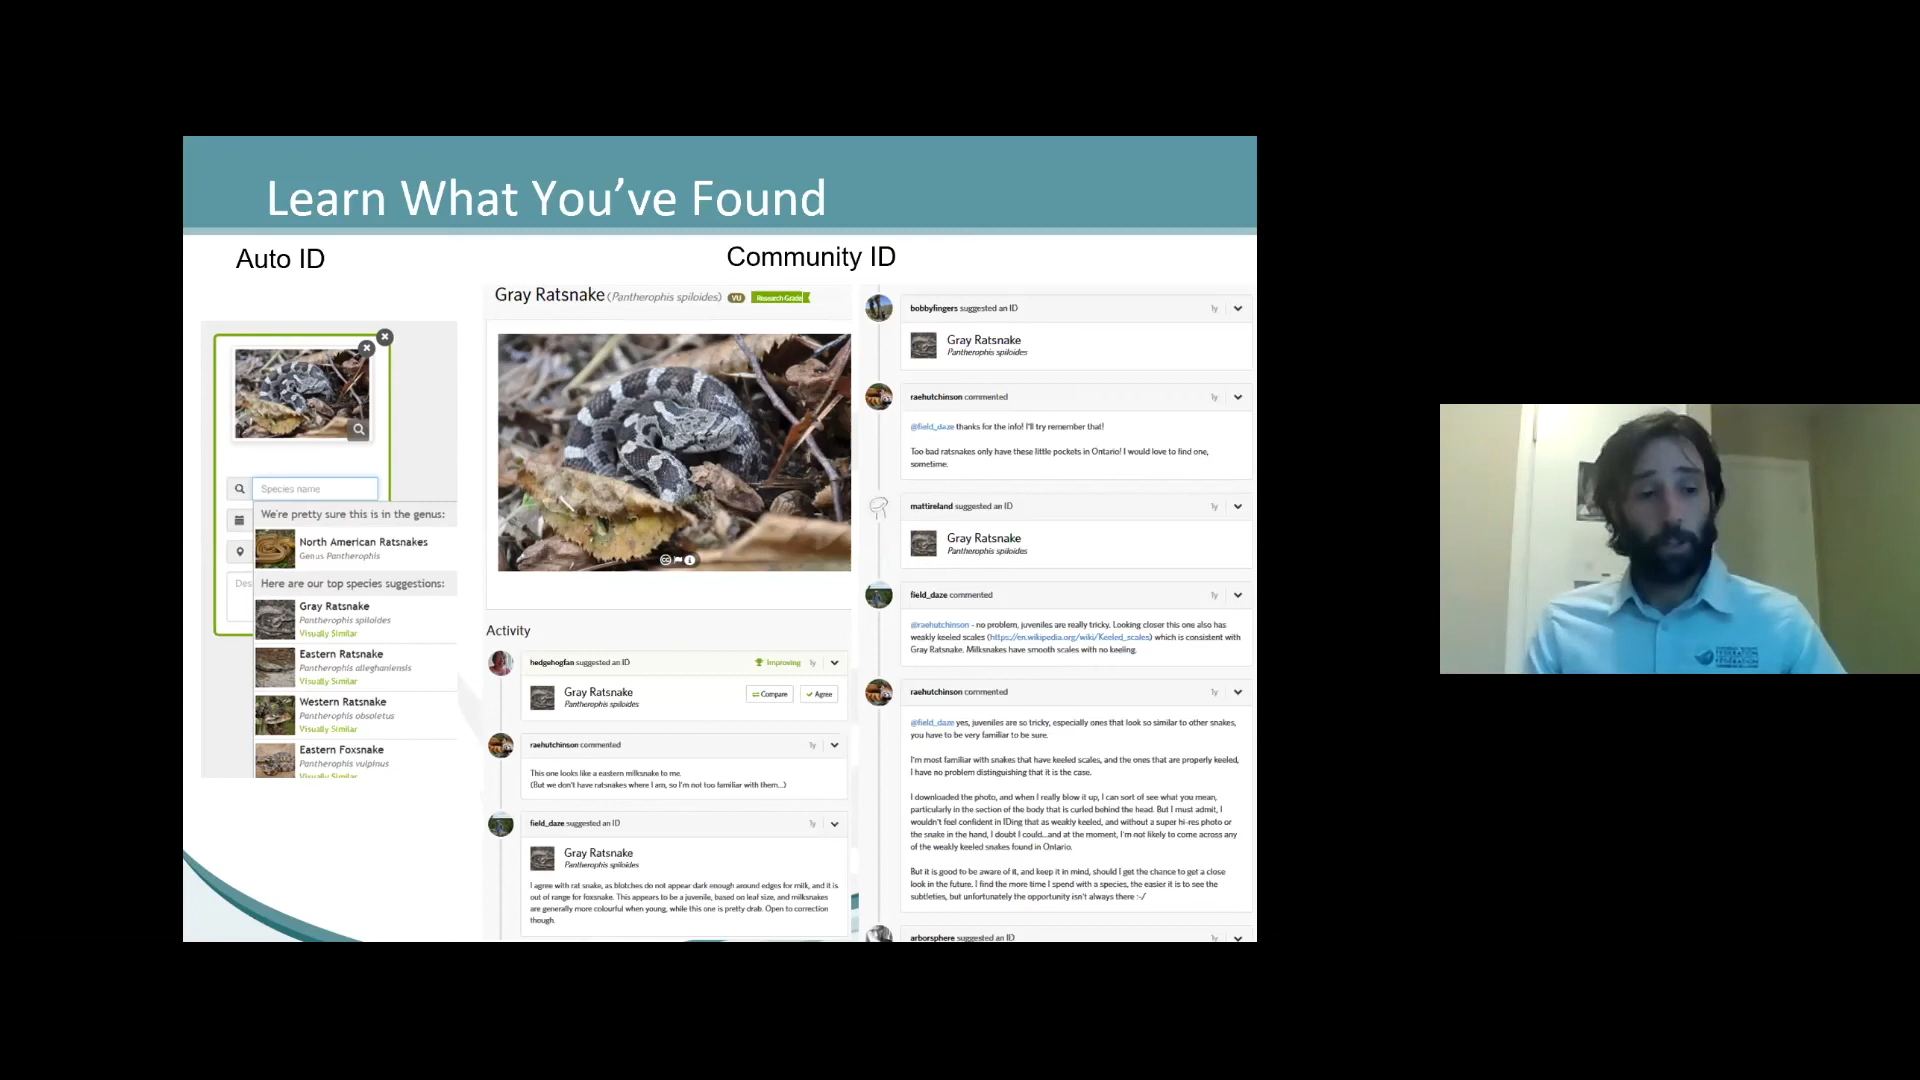 Learn What You've Found
Auto ID
Community ID
Species name
We're pretty sure this is in the genus:
North American Ratsnakes
Genus Pantherophis
Des
Here are our top species suggestions:
Gray Ratsnake
Pantherophis spiloides
Visually Similar
Eastern Ratsnake
Pantherophis alleghaniensis
Visually Similar
Western Ratsnake
Pantherophis obsoletus
Visually Similar
Eastern Foxsnake
Pantherophis vulpinus
Visually Similar
Gray Ratsnake (Pantherophis spiloides) VU Research Grade
Activity
hedgehogfan suggested an ID Improving 1y
Gray Ratsnake
Pantherophis spiloides
Compare Agree
raehutchinson commented 1y
This one looks like a eastern milksnake to me.
(But we don't have ratsnakes where I am, so I'm not too familiar with them...)
field_daze suggested an ID 1y
Gray Ratsnake
Pantherophis spiloides
I agree with rat snake, as blotches do not appear dark enough around edges for milk, and it is
out of range for foxsnake. This appears to be a juvenile, based on leaf size, and milksnakes
are generally more colourful when young, while this one is pretty drab. Open to correction
though.
bobbyfingers suggested an ID 1y
Gray Ratsnake
Pantherophis spiloides
raehutchinson commented 1y
@field_daze thanks for the info! I'll try remember that!
Too bad ratsnakes only have these little pockets in Ontario! I would love to find one,
sometime.
mattireland suggested an ID 1y
Gray Ratsnake
Pantherophis spiloides
field_daze commented 1y
@raehutchinson - no problem, juveniles are really tricky. Looking closer this one also has
weakly keeled scales (https://en.wikipedia.org/wiki/Keeled_scales) which is consistent with
Gray Ratsnake. Milksnakes have smooth scales with no keeling.
raehutchinson commented 1y
@field_daze yes, juveniles are so tricky, especially ones that look so similar to other snakes,
you have to be very familiar to be sure.
I'm most familiar with snakes that have keeled scales, and the ones that are properly keeled,
I have no problem distinguishing that it is the case.
I downloaded the photo, and when I really blow it up, I can sort of see what you mean,
particularly in the section of the body that is curled behind the head. But I must admit, I
wouldn't feel confident in IDing that as weakly keeled, and without a super hi-res photo or
the snake in the hand, I doubt I could...and at the moment, I'm not likely to come across any
of the weakly keeled snakes found in Ontario.
But it is good to be aware of it, and keep it in mind, should I get the chance to get a close
look in the future. I find the more time I spend with a species, the easier it is to see the
subtleties, but unfortunately the opportunity isn't always there :-/
arborsphere suggested an ID 1y
FEDERATION